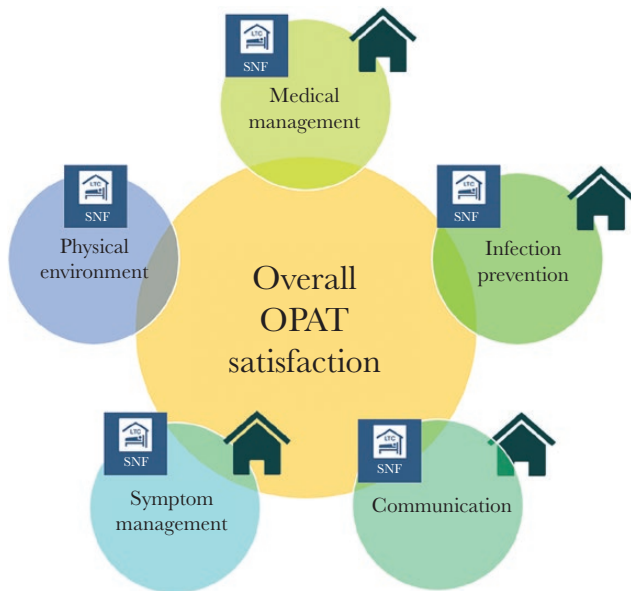 LTC
SNF
Medical
management
LTC
SNF
Physical
environment
LTC
SNF
Infection
prevention
Overall
OPAT
satisfaction
LTC
SNF
Symptom
management
LTC
SNF
Communication